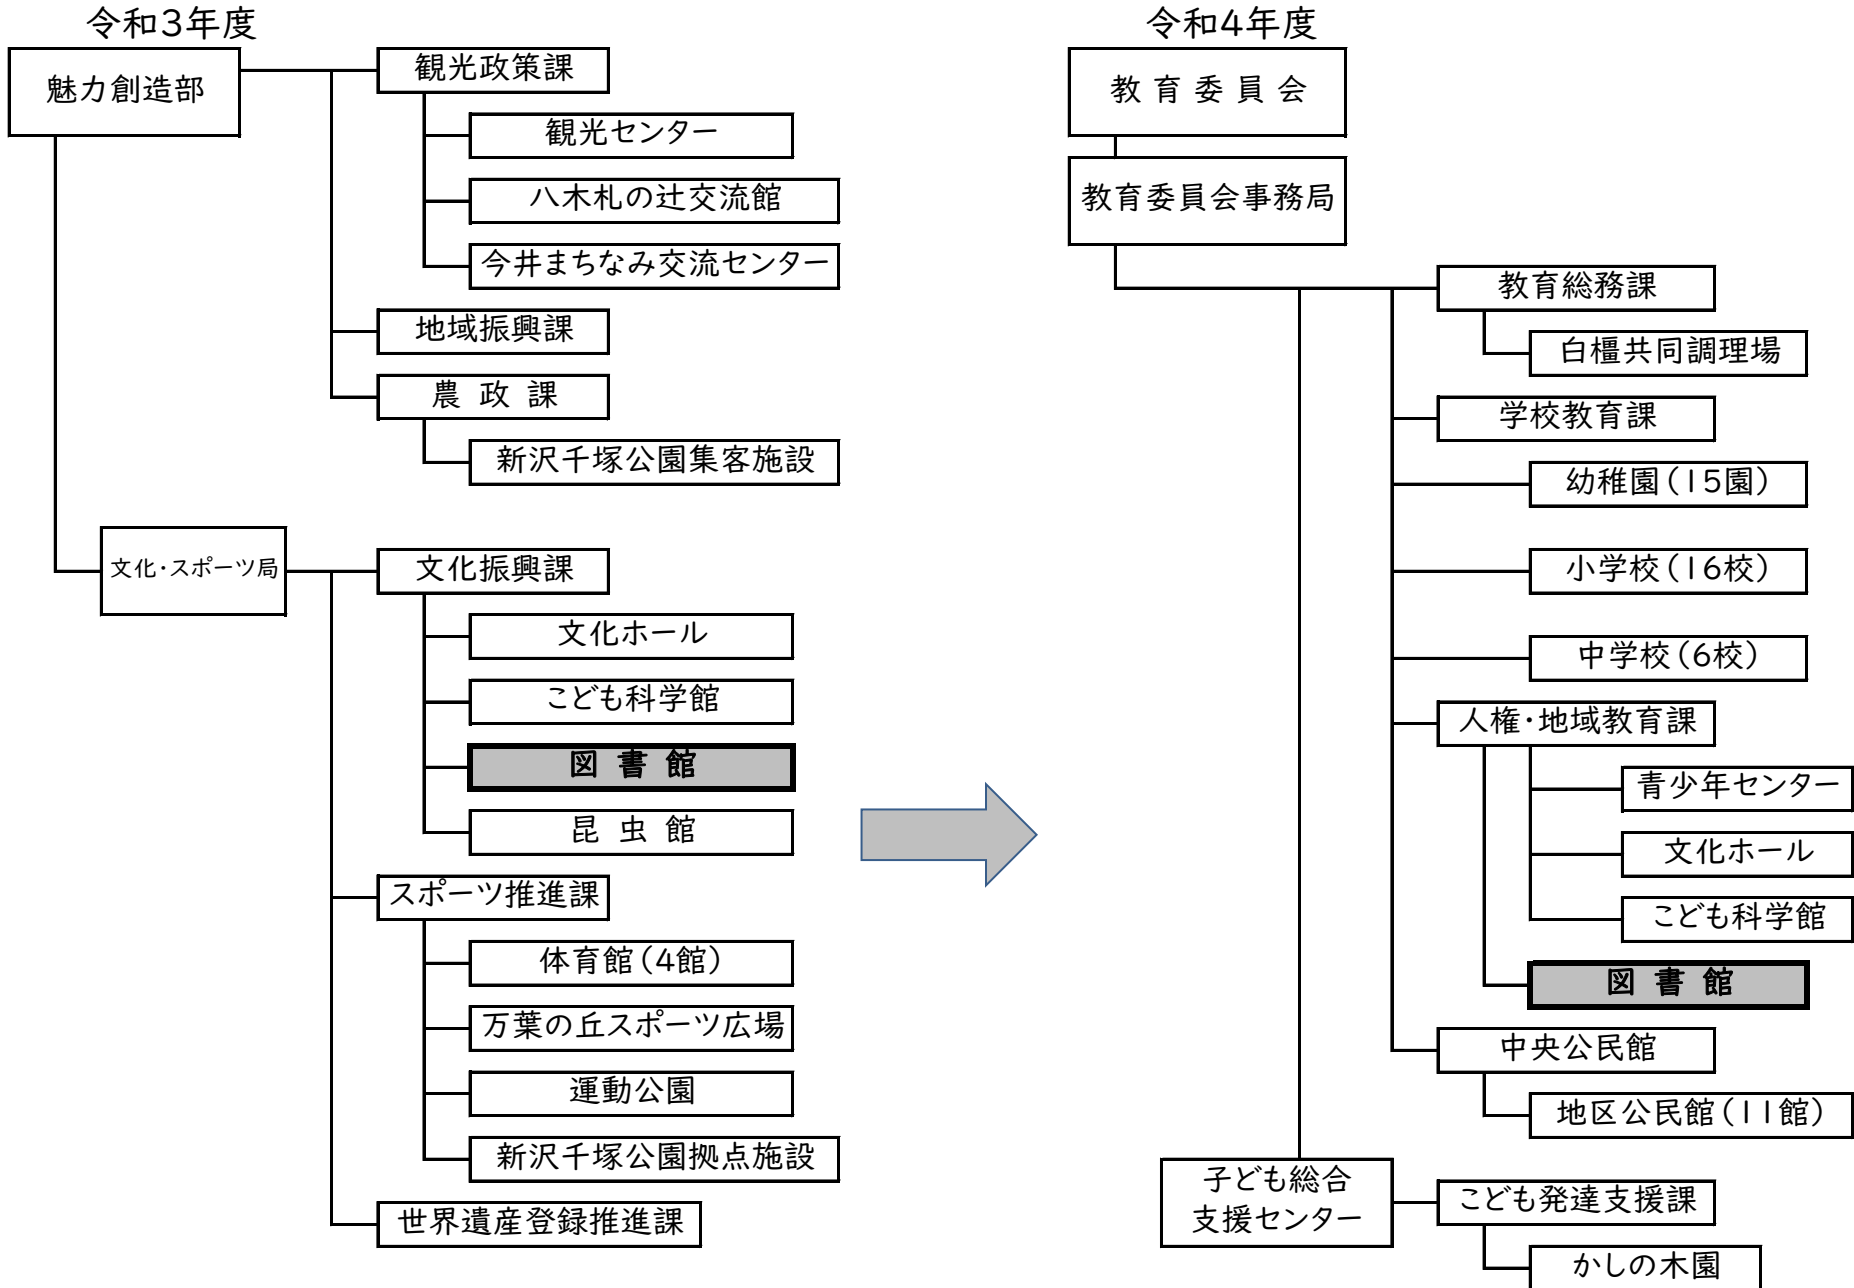 令和3年度
魅力創造部
観光政策課
観光センター
八木札の辻交流館
今井まちなみ交流センター
地域振興課
農 政 課
新沢千塚公園集客施設
文化・スポーツ局
文化振興課
文化ホール
こども科学館
図 書 館
昆 虫 館
スポーツ推進課
体育館(4館)
万葉の丘スポーツ広場
運動公園
新沢千塚公園拠点施設
世界遺産登録推進課
令和4年度
教 育 委 員 会
教育委員会事務局
教育総務課
白橿共同調理場
学校教育課
幼稚園(15園)
小学校(16校)
中学校(6校)
人権・地域教育課
青少年センター
文化ホール
こども科学館
図 書 館
中央公民館
地区公民館(11館)
子ども総合
支援センター
こども発達支援課
かしの木園